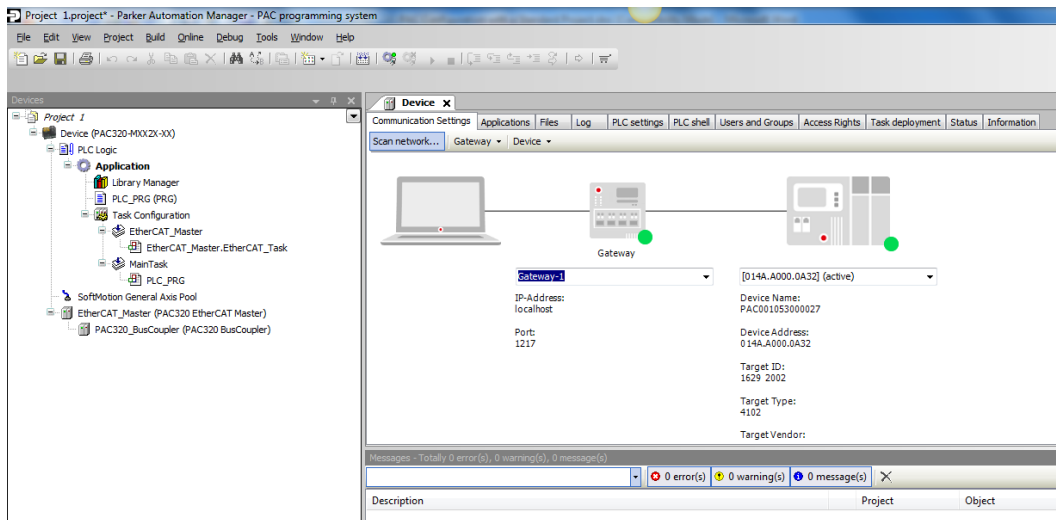 Project 1.project* - Parker Automation Manager - PAC programming system
File Edit View Project Build Online Debug Tools Window Help
Devices
Project 1
Device (PAC320-MXX2X-XX)
PLC Logic
Application
Library Manager
PLC_PRG (PRG)
Task Configuration
EtherCAT_Master
EtherCAT_Master.EtherCAT_Task
MainTask
PLC_PRG
SoftMotion General Axis Pool
EtherCAT_Master (PAC320 EtherCAT Master)
PAC320_BusCoupler (PAC320 BusCoupler)
Device
Communication Settings Applications Files Log PLC settings PLC shell Users and Groups Access Rights Task deployment Status Information
Scan network... Gateway Device
Gateway
Gateway-1
IP-Address:
localhost
Port:
1217
[014A.A000.0A32] (active)
Device Name:
PAC001053000027
Device Address:
014A.A000.0A32
Target ID:
1629 2002
Target Type:
4102
Target Vendor:
Messages - Totally 0 error(s), 0 warning(s), 0 message(s)
0 error(s) 0 warning(s) 0 message(s)
Description Project Object